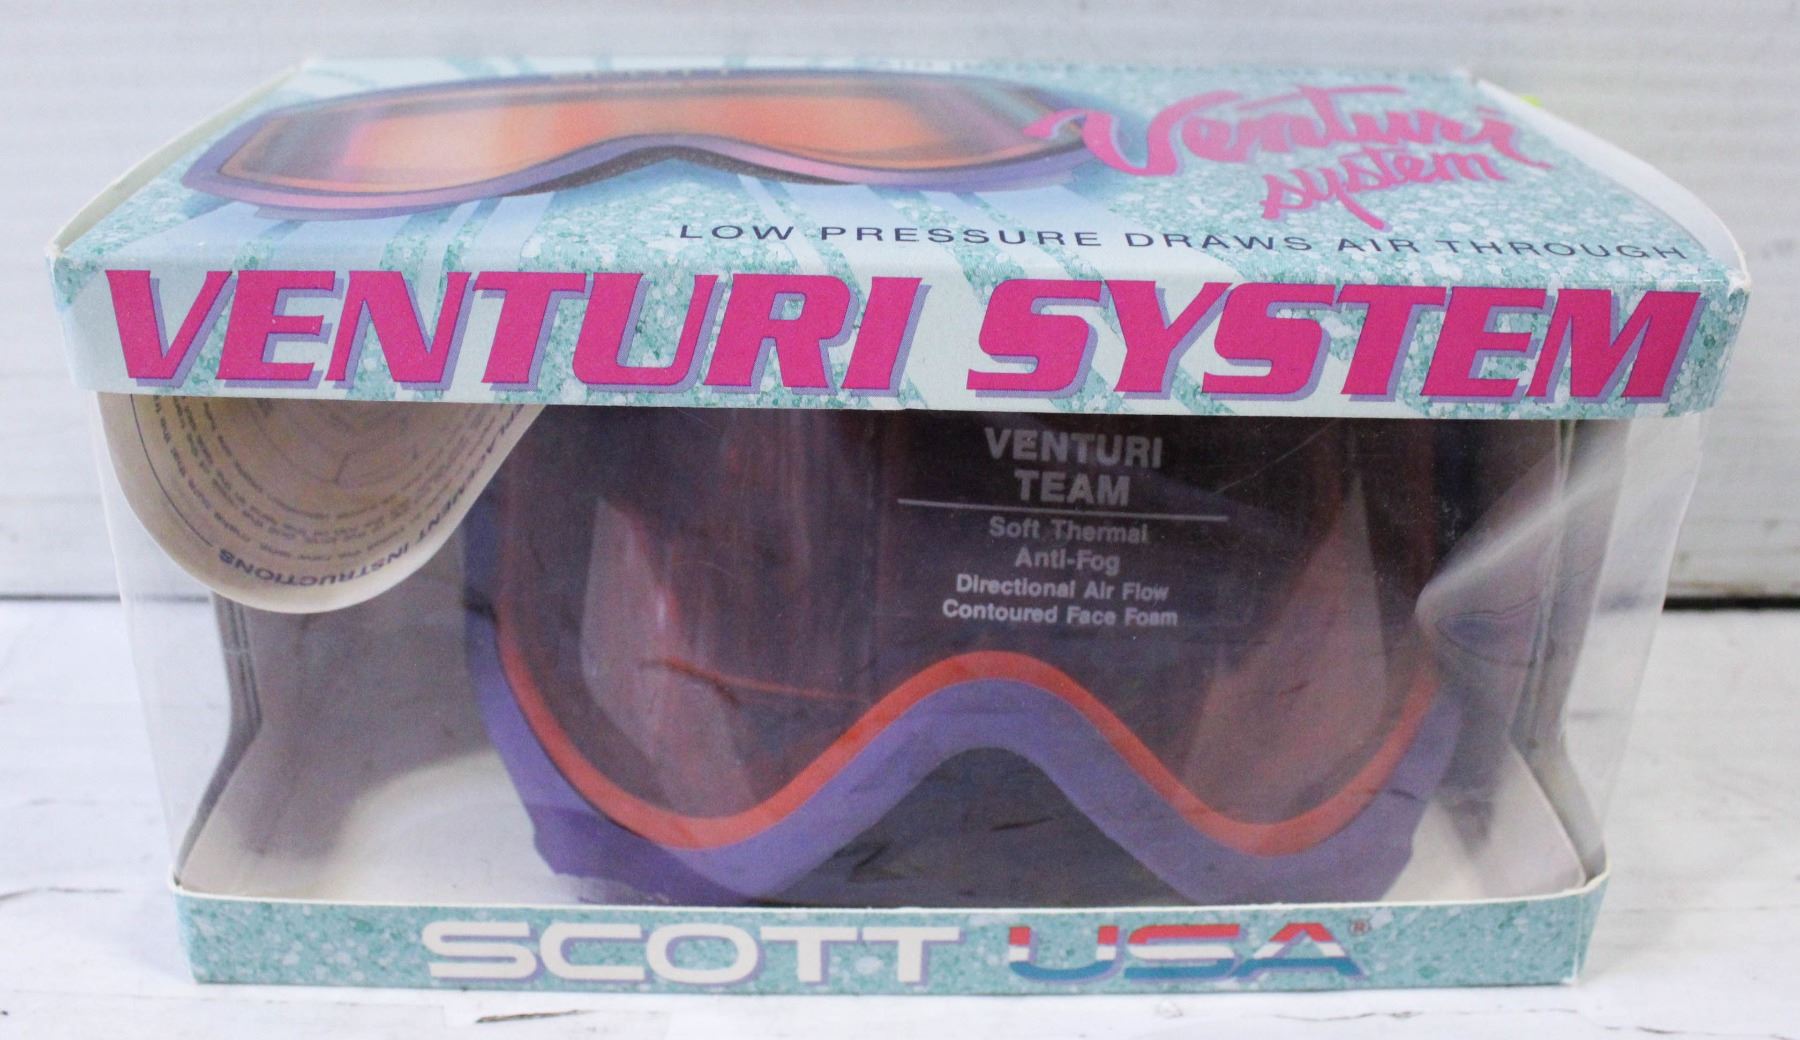 Venturi
system
LOW PRESSURE DRAWS AIR THROUGH
VENTURI SYSTEM
VENTURI
TEAM
Soft Thermal
Anti-Fog
Directional Air Flow
Contoured Face Foam
INSTRUCTIONS
SCOTT USA®